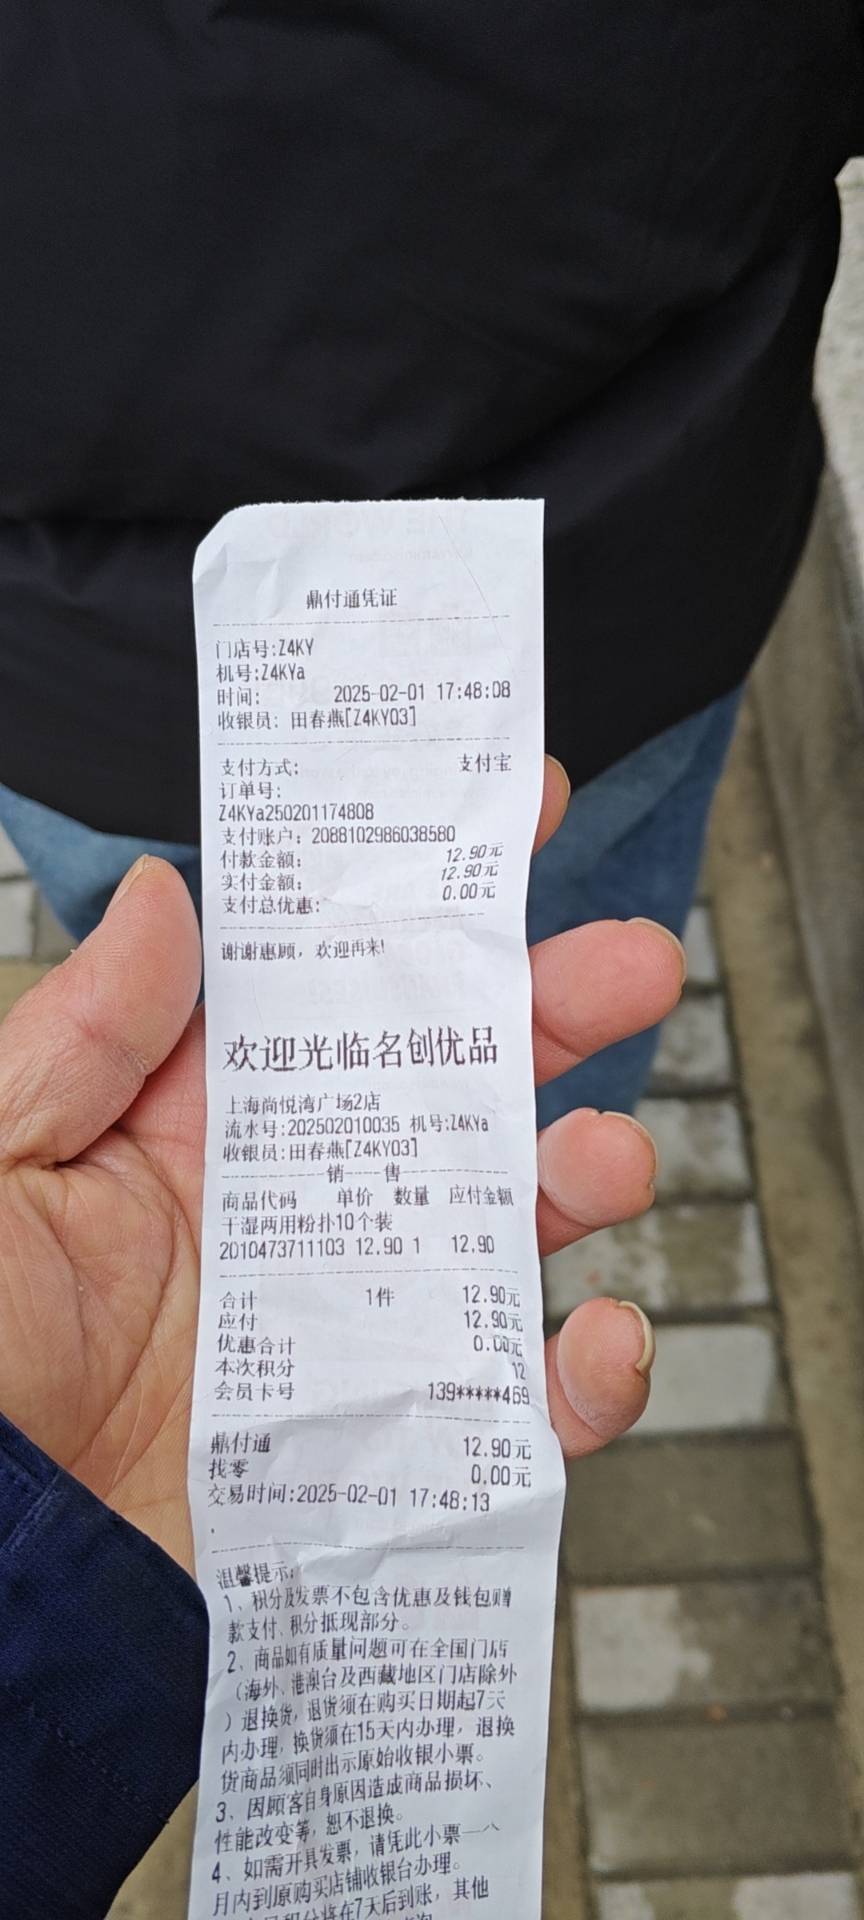 鼎付通凭证
门店号:Z4KY
机号:Z4KYa
时间: 2025-02-01 17:48:08
收银员: 田春燕[Z4KY03]
支付方式: 支付宝
订单号:
Z4KYa250201174808
支付账户: 2088102986038580
付款金额: 12.90元
实付金额: 12.90元
支付总优惠: 0.00元
谢谢惠顾，欢迎再来!
欢迎光临名创优品
上海尚悦湾广场2店
流水号:202502010035 机号:Z4KYa
收银员:田春燕[Z4KY03]
销----售
商品代码 单价 数量 应付金额
干湿两用粉扑10个装
2010473711103 12.90 1 12.90
合计 1件 12.90元
应付 12.90元
优惠合计 0.00元
本次积分 12
会员卡号 139*****469
鼎付通 12.90元
找零 0.00元
交易时间:2025-02-01 17:48:13
.
温馨提示:
1、积分及发票不包含优惠及钱包赠
款支付、积分抵现部分。
2、商品如有质量问题可在全国门店
（海外、港澳台及西藏地区门店除外
）退换货，退货须在购买日期起7天
内办理，换货须在15天内办理，退换
货商品须同时出示原始收银小票。
3、因顾客自身原因造成商品损坏、
性能改变等，恕不退换。
4、如需开具发票，请凭此小票一个
月内到原购买店铺收银台办理。
积分将在7天后到账，其他